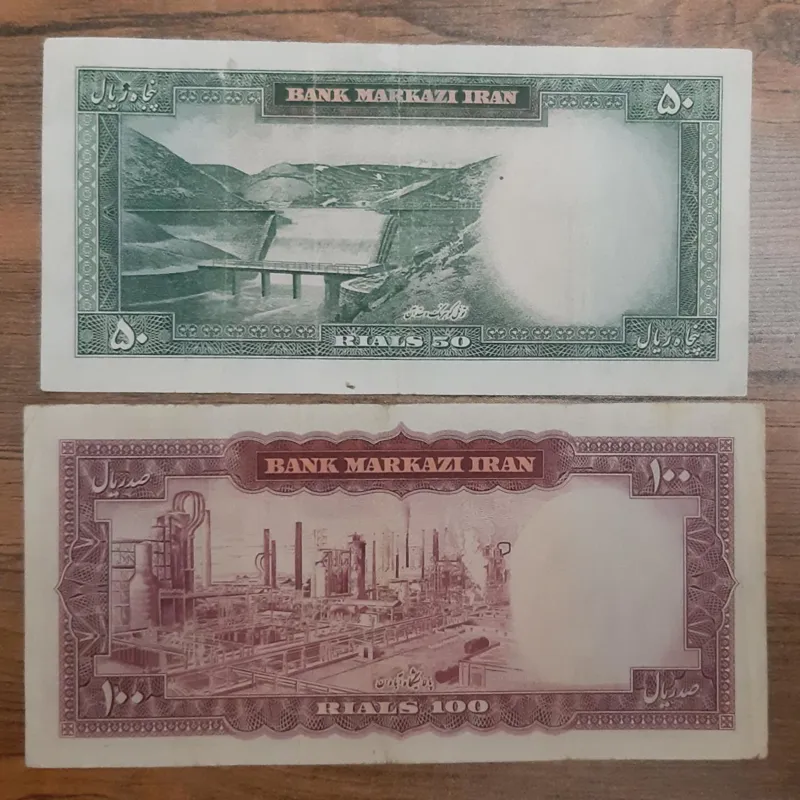 پنجاه ریال
BANK MARKAZI IRAN
۵۰
۵۰
RIALS 50
پنجاه ریال
صد ریال
BANK MARKAZI IRAN
۱۰۰
۱۰۰
RIALS 100
صد ریال